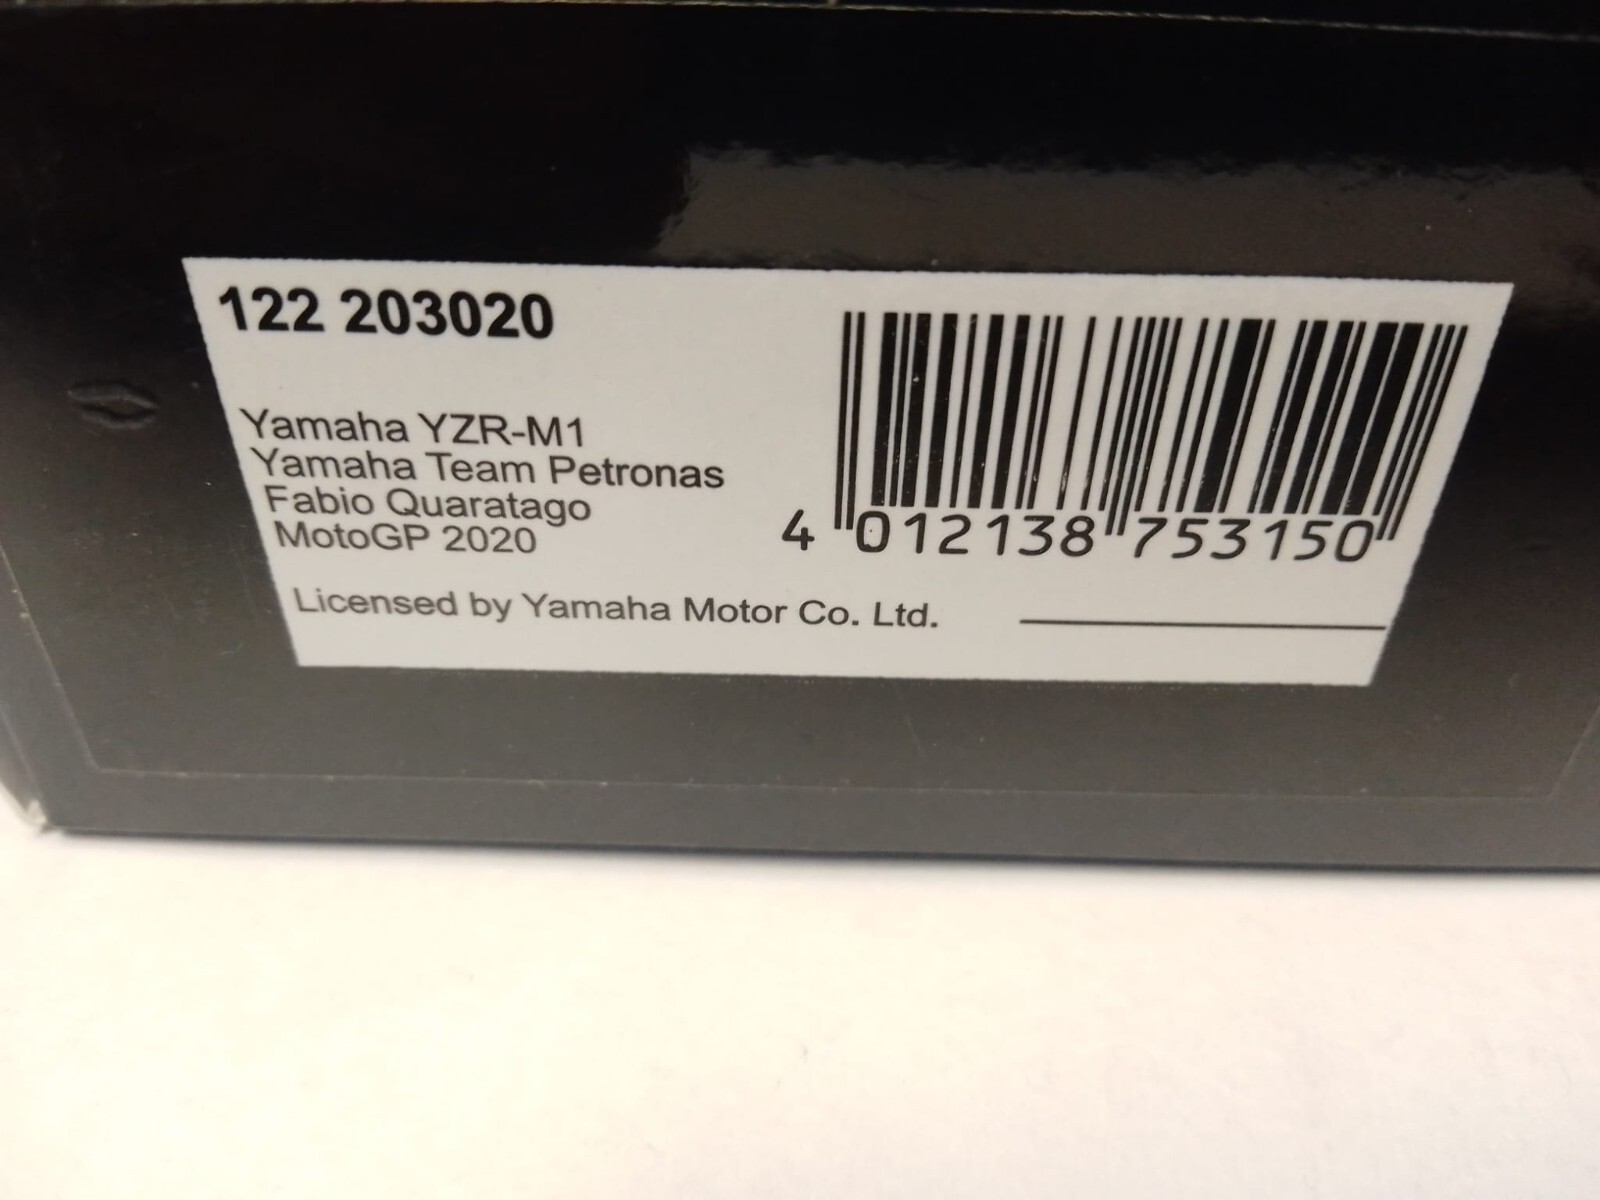 122 203020
Yamaha YZR-M1
Yamaha Team Petronas
Fabio Quaratago
MotoGP 2020
4 012138 753150
Licensed by Yamaha Motor Co. Ltd.